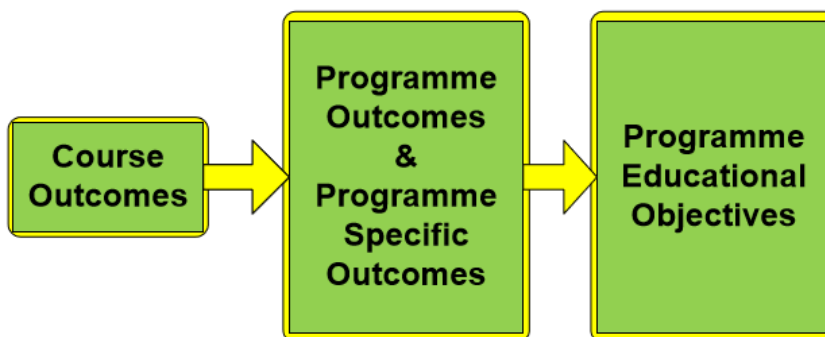 Course
Outcomes
Programme
Outcomes
&
Programme
Specific
Outcomes
Programme
Educational
Objectives